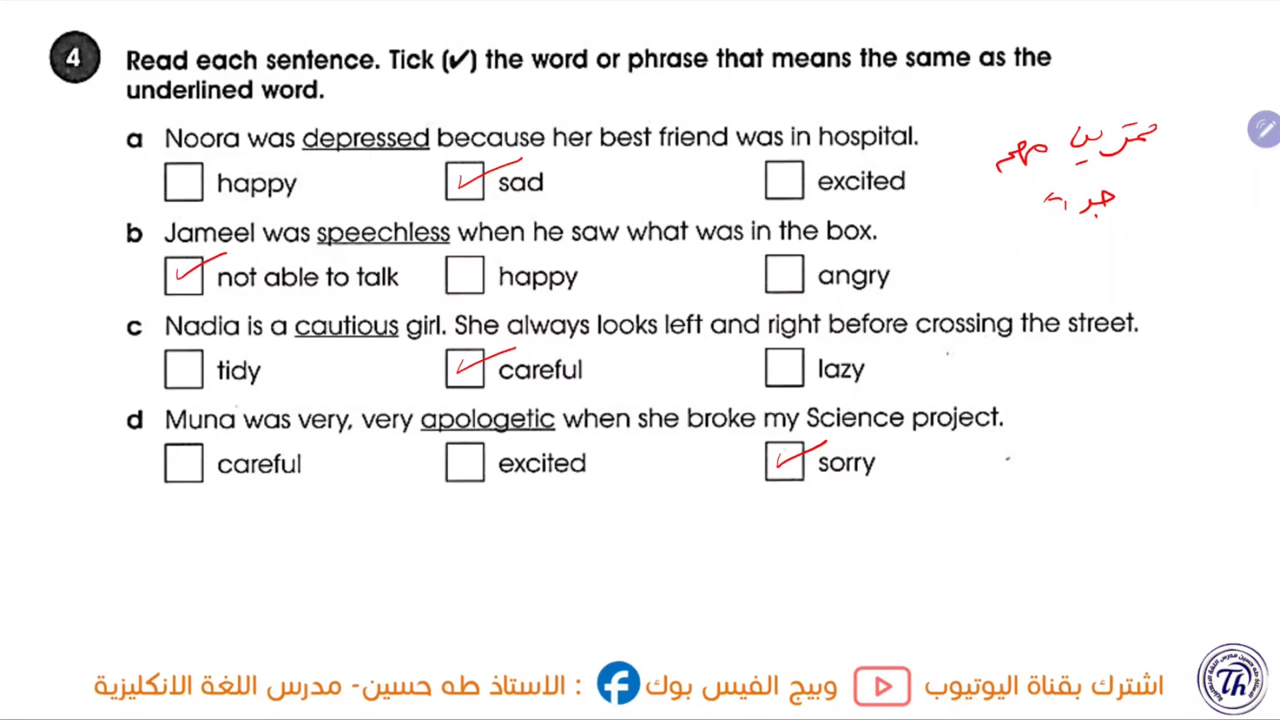 4 Read each sentence. Tick (✔) the word or phrase that means the same as the
underlined word.
a Noora was depressed because her best friend was in hospital.
happy ✓ sad excited
b Jameel was speechless when he saw what was in the box.
✓ not able to talk happy angry
c Nadia is a cautious girl. She always looks left and right before crossing the street.
tidy ✓ careful lazy
d Muna was very, very apologetic when she broke my Science project.
careful excited ✓ sorry
تمرين مهم
جداً
اشترك بقناة اليوتيوب وبيج الفيس بوك : الاستاذ طه حسين- مدرس اللغة الانكليزية
Th